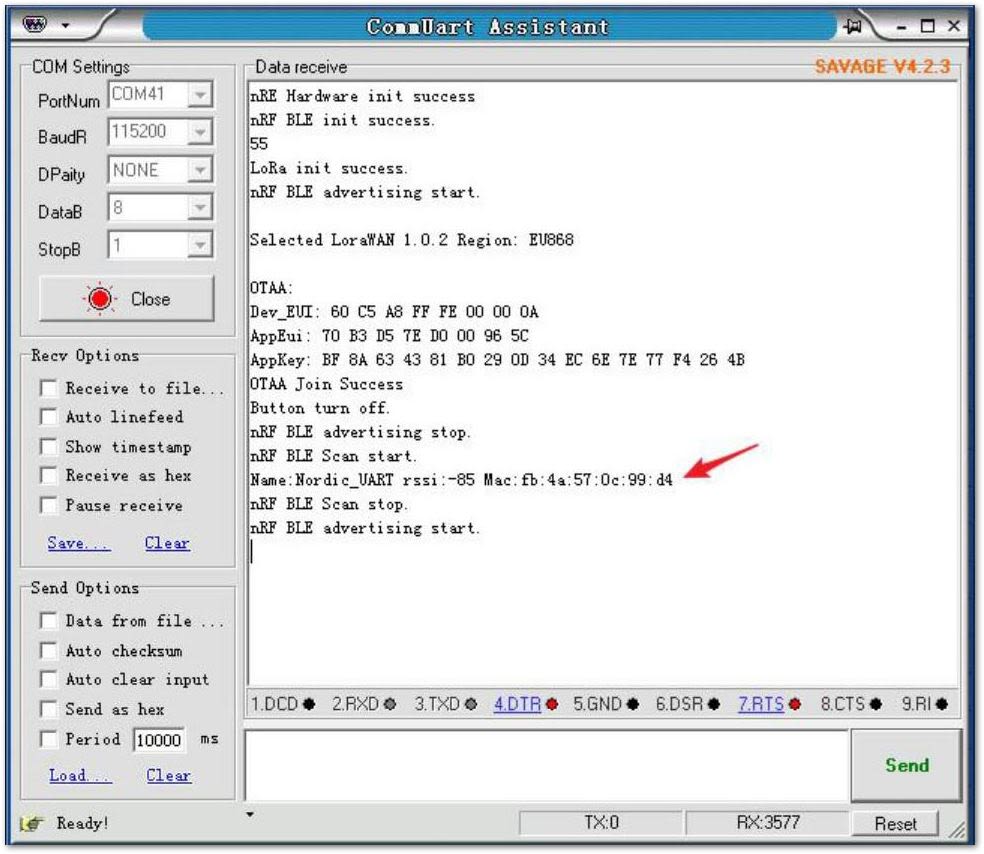 CommUart Assistant
COM Settings
PortNum COM41
BaudR 115200
DPaity NONE
DataB 8
StopB 1
Close
Recv Options
Receive to file...
Auto linefeed
Show timestamp
Receive as hex
Pause receive
Save... Clear
Send Options
Data from file ...
Auto checksum
Auto clear input
Send as hex
Period 10000 ms
Load... Clear
Data receive SAVAGE V4.2.3
nRE Hardware init success
nRF BLE init success.
55
LoRa init success.
nRF BLE advertising start.
Selected LoraWAN 1.0.2 Region: EU868
OTAA:
Dev_EUI: 60 C5 A8 FF FE 00 00 0A
AppEui: 70 B3 D5 7E D0 00 96 5C
AppKey: BF 8A 63 43 81 B0 29 0D 34 EC 6E 7E 77 F4 26 4B
OTAA Join Success
Button turn off.
nRF BLE advertising stop.
nRF BLE Scan start.
Name:Nordic_UART rssi:-85 Mac:fb:4a:57:0c:99:d4
nRF BLE Scan stop.
nRF BLE advertising start.
1.DCD 2.RXD 3.TXD 4.DTR 5.GND 6.DSR 7.RTS 8.CTS 9.RI
Send
Ready! TX:0 RX:3577 Reset